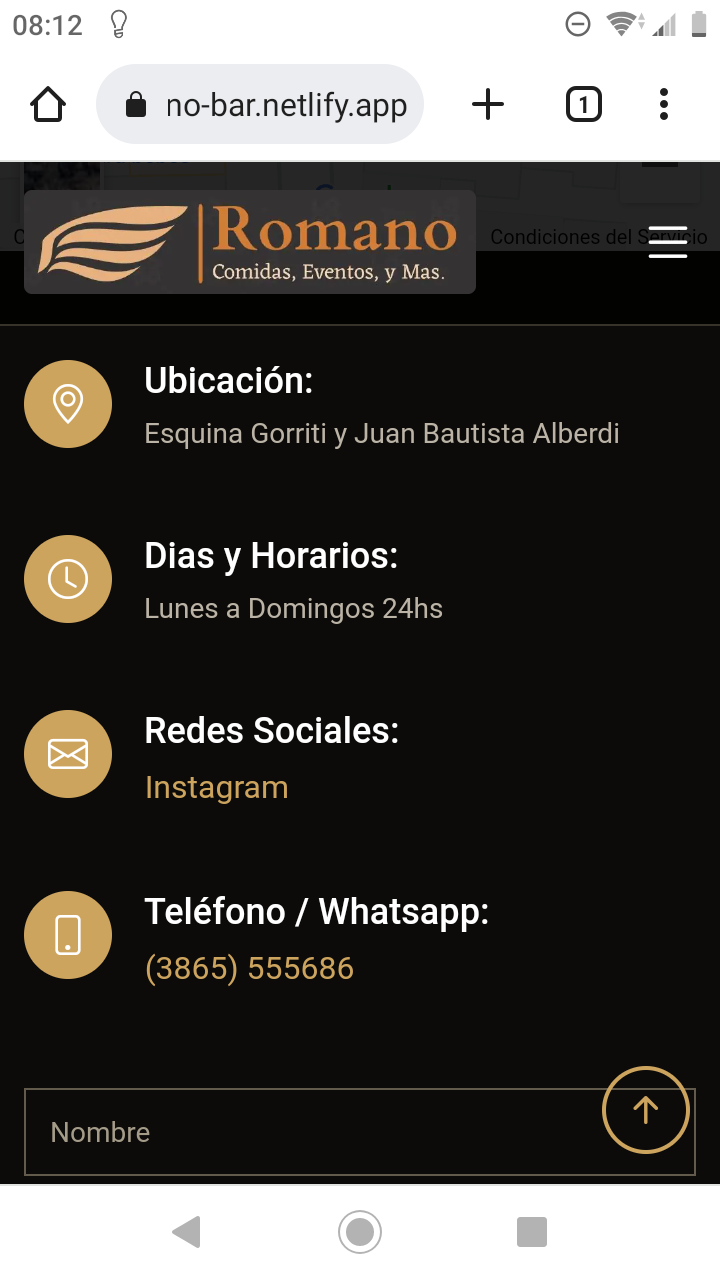 08:12
no-bar.netlify.app
1
Condiciones del Servicio
Romano
Comidas, Eventos, y Mas.
Ubicación:
Esquina Gorriti y Juan Bautista Alberdi
Dias y Horarios:
Lunes a Domingos 24hs
Redes Sociales:
Instagram
Teléfono / Whatsapp:
(3865) 555686
Nombre